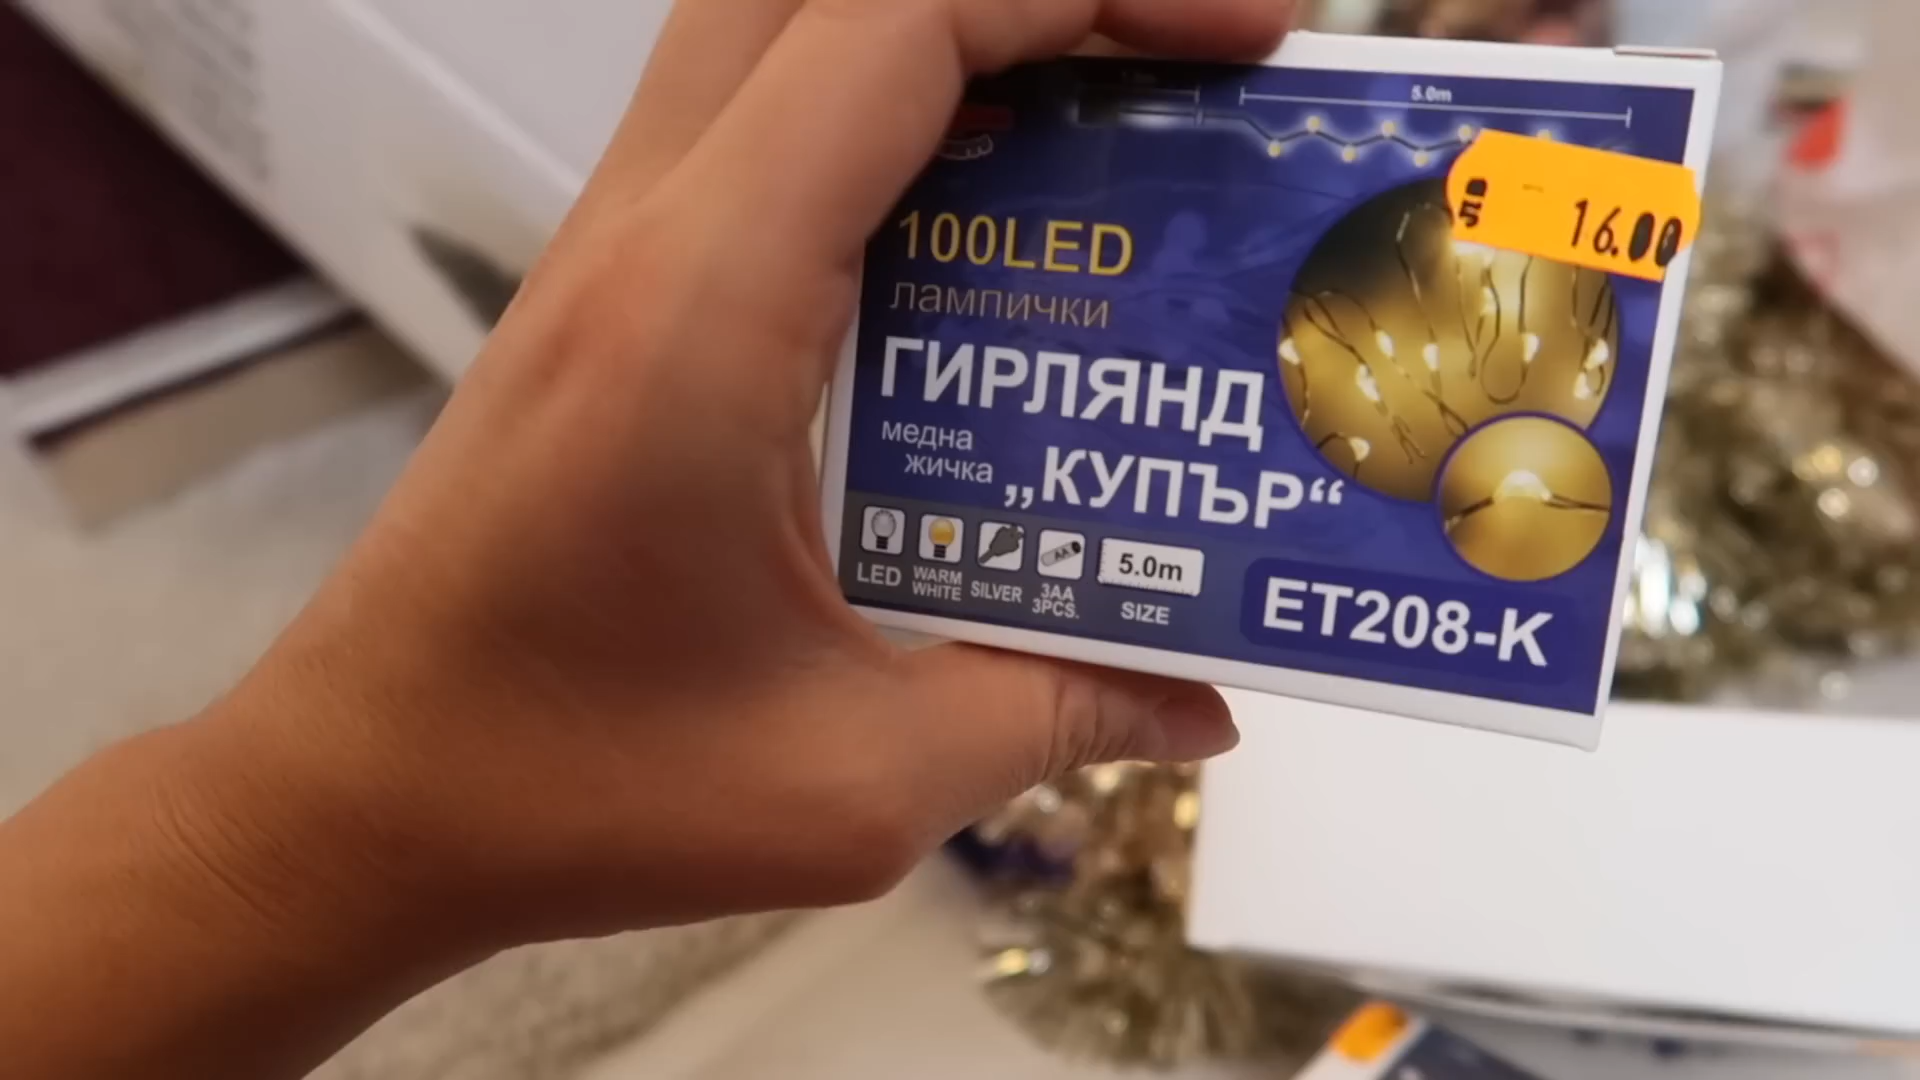 5.0m
16.00
100LED
лампички
ГИРЛЯНД
медна
жичка
„КУПЪР“
AA
5.0m
LED
WARM
WHITE
SILVER
3AA
3PCS.
SIZE
ET208-K